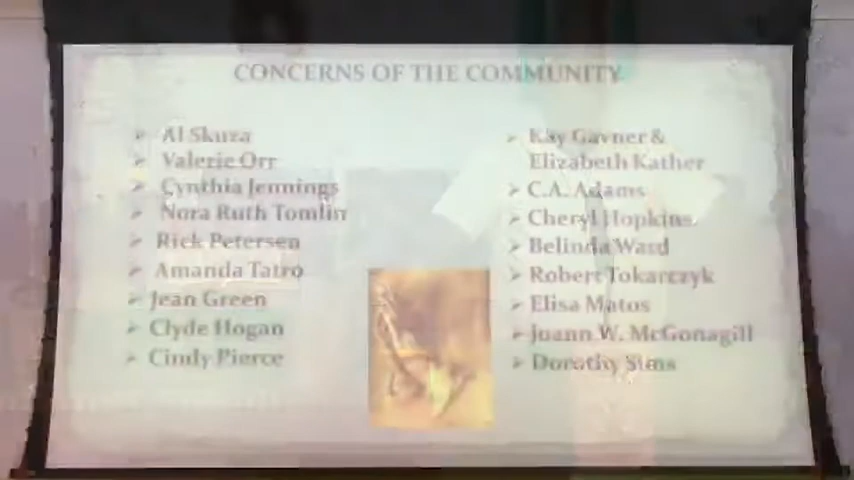 CONCERNS OF THE COMMUNITY
➢ Al Skuza
➢ Valerie Orr
➢ Cynthia Jennings
➢ Nora Ruth Tomlin
➢ Rick Petersen
➢ Amanda Tatro
➢ Jean Green
➢ Clyde Hogan
➢ Cindy Pierce
➢ Kay Gavner &
Elizabeth Kather
➢ C.A. Adams
➢ Cheryl Hopkins
➢ Belinda Ward
➢ Robert Tokarczyk
➢ Elisa Matos
➢ Joann W. McGonagill
➢ Dorothy Sims